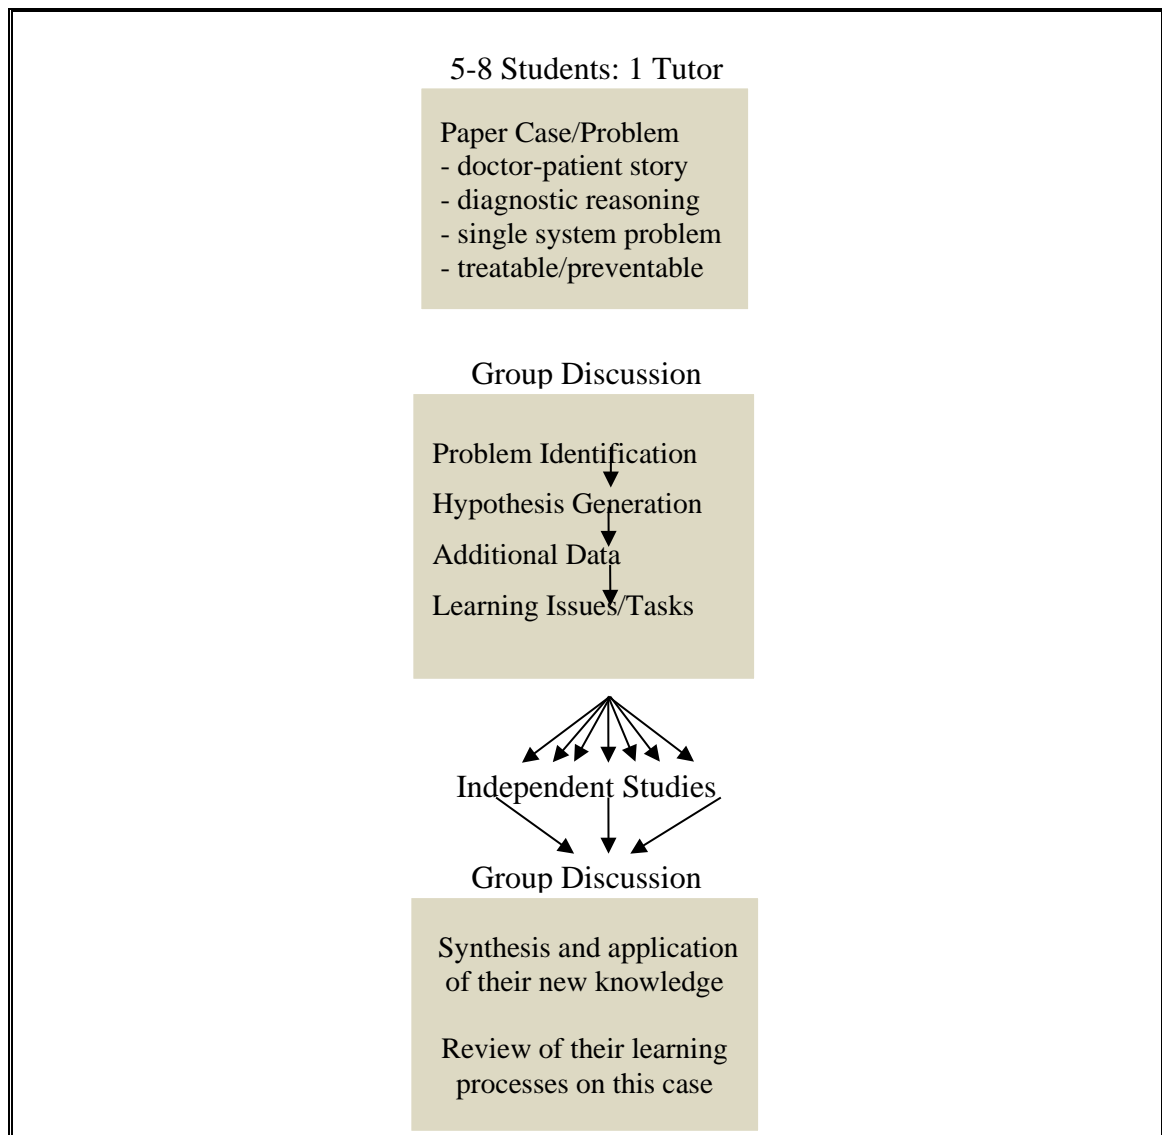 5-8 Students: 1 Tutor
Paper Case/Problem
- doctor-patient story
- diagnostic reasoning
- single system problem
- treatable/preventable
Group Discussion
Problem Identification
Hypothesis Generation
Additional Data
Learning Issues/Tasks
Independent Studies
Group Discussion
Synthesis and application
of their new knowledge
Review of their learning
processes on this case